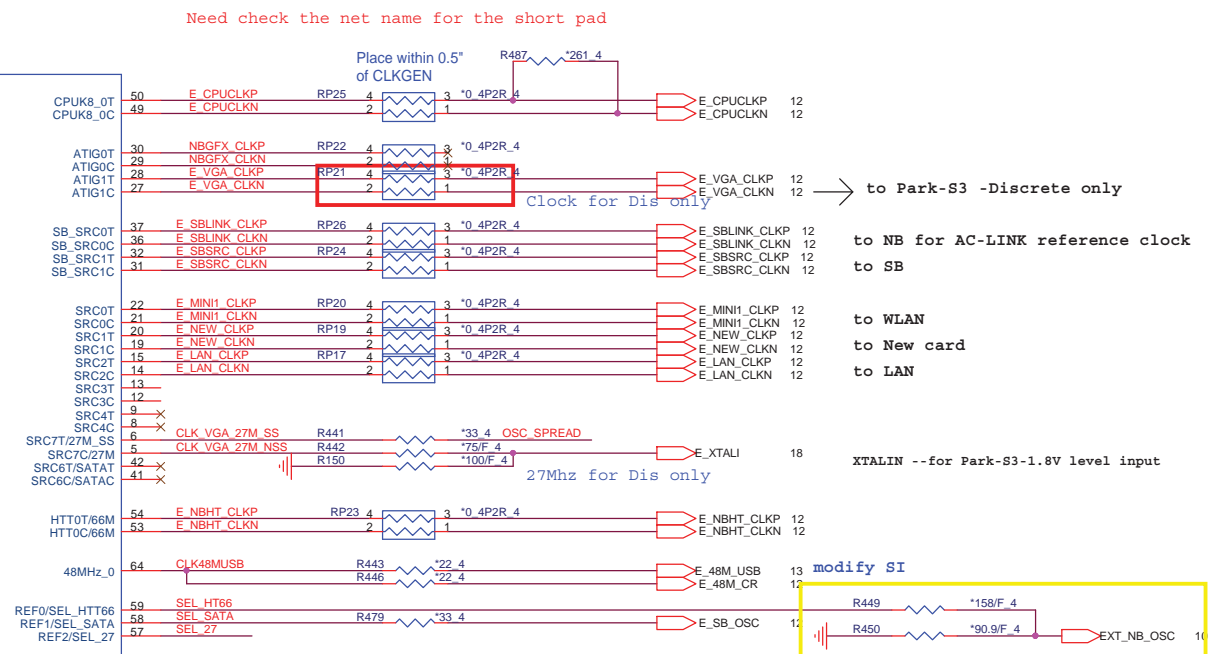 Need check the net name for the short pad
Place within 0.5"
of CLKGEN
R487 *261_4
CPUK8_0T 50 E_CPUCLKP RP25 4 3 *0_4P2R_4 E_CPUCLKP 12
CPUK8_0C 49 E_CPUCLKN 2 1 E_CPUCLKN 12
ATIG0T 30 NBGFX_CLKP RP22 4 3 *0_4P2R_4
ATIG0C 29 NBGFX_CLKN 2 1
ATIG1T 28 E_VGA_CLKP RP21 4 3 *0_4P2R_4 E_VGA_CLKP 12
ATIG1C 27 E_VGA_CLKN 2 1 E_VGA_CLKN 12 to Park-S3 -Discrete only
Clock for Dis only
SB_SRC0T 37 E_SBLINK_CLKP RP26 4 3 *0_4P2R_4 E_SBLINK_CLKP 12
SB_SRC0C 36 E_SBLINK_CLKN 2 1 E_SBLINK_CLKN 12 to NB for AC-LINK reference clock
SB_SRC1T 32 E_SBSRC_CLKP RP24 4 3 *0_4P2R_4 E_SBSRC_CLKP 12
SB_SRC1C 31 E_SBSRC_CLKN 2 1 E_SBSRC_CLKN 12 to SB
SRC0T 22 E_MINI1_CLKP RP20 4 3 *0_4P2R_4 E_MINI1_CLKP 12
SRC0C 21 E_MINI1_CLKN 2 1 E_MINI1_CLKN 12 to WLAN
SRC1T 20 E_NEW_CLKP RP19 4 3 *0_4P2R_4 E_NEW_CLKP 12
SRC1C 19 E_NEW_CLKN 2 1 E_NEW_CLKN 12 to New card
SRC2T 15 E_LAN_CLKP RP17 4 3 *0_4P2R_4 E_LAN_CLKP 12
SRC2C 14 E_LAN_CLKN 2 1 E_LAN_CLKN 12 to LAN
SRC3T 13
SRC3C 12
SRC4T 9
SRC4C 8
SRC7T/27M_SS 6 CLK_VGA_27M_SS R441 *33_4 OSC_SPREAD
SRC7C/27M 5 CLK_VGA_27M_NSS R442 *75/F_4 E_XTALI 18 XTALIN --for Park-S3-1.8V level input
SRC6T/SATAT 42 R150 *100/F_4
SRC6C/SATAC 41
27Mhz for Dis only
HTT0T/66M 54 E_NBHT_CLKP RP23 4 3 *0_4P2R_4 E_NBHT_CLKP 12
HTT0C/66M 53 E_NBHT_CLKN 2 1 E_NBHT_CLKN 12
48MHz_0 64 CLK48MUSB R443 *22_4 E_48M_USB 13 modify SI
R446 *22_4 E_48M_CR 12
REF0/SEL_HTT66 59 SEL_HT66 R449 *158/F_4
REF1/SEL_SATA 58 SEL_SATA R479 *33_4 E_SB_OSC 12
REF2/SEL_27 57 SEL_27 R450 *90.9/F_4 EXT_NB_OSC 10